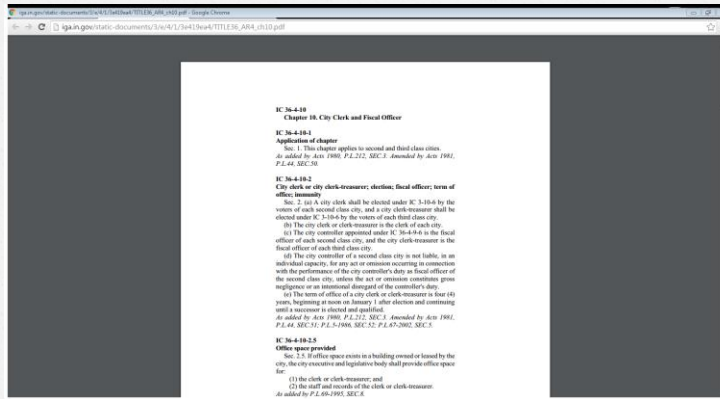 iga.in.gov/static-documents/3/e/4/1/3e419ea4/TITLE36_AR4_ch10.pdf - Google Chrome
iga.in.gov/static-documents/3/e/4/1/3e419ea4/TITLE36_AR4_ch10.pdf
IC 36-4-10
Chapter 10. City Clerk and Fiscal Officer
IC 36-4-10-1
Application of chapter
Sec. 1. This chapter applies to second and third class cities.
As added by Acts 1980, P.L.212, SEC.3. Amended by Acts 1981,
P.L.44, SEC.50.
IC 36-4-10-2
City clerk or city clerk-treasurer; election; fiscal officer; term of
office; immunity
Sec. 2. (a) A city clerk shall be elected under IC 3-10-6 by the
voters of each second class city, and a city clerk-treasurer shall be
elected under IC 3-10-6 by the voters of each third class city.
(b) The city clerk or clerk-treasurer is the clerk of each city.
(c) The city controller appointed under IC 36-4-9-6 is the fiscal
officer of each second class city, and the city clerk-treasurer is the
fiscal officer of each third class city.
(d) The city controller of a second class city is not liable, in an
individual capacity, for any act or omission occurring in connection
with the performance of the city controller's duty as fiscal officer of
the second class city, unless the act or omission constitutes gross
negligence or an intentional disregard of the controller's duty.
(e) The term of office of a city clerk or clerk-treasurer is four (4)
years, beginning at noon on January 1 after election and continuing
until a successor is elected and qualified.
As added by Acts 1980, P.L.212, SEC.3. Amended by Acts 1981,
P.L.44, SEC.51; P.L.5-1986, SEC.52; P.L.67-2002, SEC.5.
IC 36-4-10-2.5
Office space provided
Sec. 2.5. If office space exists in a building owned or leased by the
city, the city executive and legislative body shall provide office space
for:
(1) the clerk or clerk-treasurer; and
(2) the staff and records of the clerk or clerk-treasurer.
As added by P.L.69-1995, SEC.8.